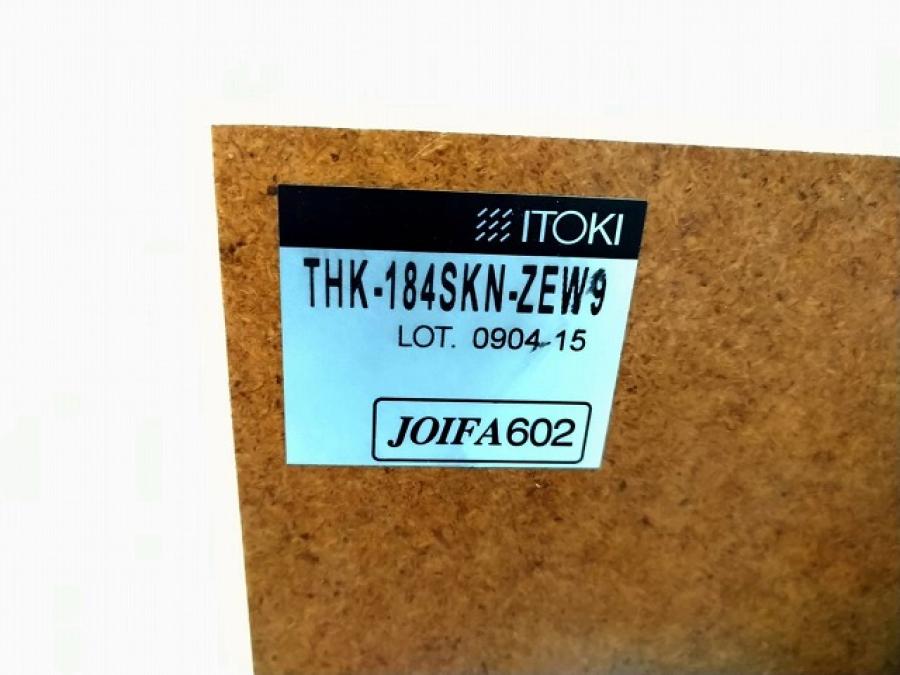 ITOKI
THK-184SKN-ZEW9
LOT. 0904-15
JOIFA602